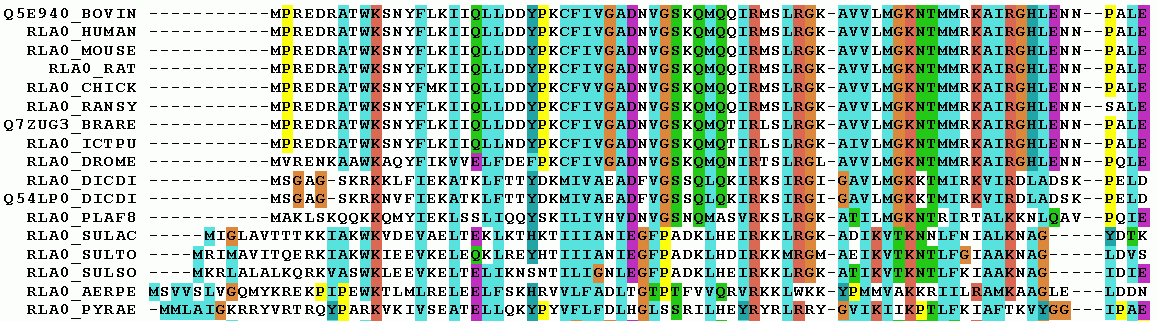 Q5E940_BOVIN -----------MPREDRATWKSNYFLKIIQLLDDYPKCFIVGADNVGSKQMQQIRMSLRGK-AVVLMGKNTMMRKAIRGHLENN--PALE
RLA0_HUMAN -----------MPREDRATWKSNYFLKIIQLLDDYPKCFIVGADNVGSKQMQQIRMSLRGK-AVVLMGKNTMMRKAIRGHLENN--PALE
RLA0_MOUSE -----------MPREDRATWKSNYFLKIIQLLDDYPKCFIVGADNVGSKQMQQIRMSLRGK-AVVLMGKNTMMRKAIRGHLENN--PALE
RLA0_RAT -----------MPREDRATWKSNYFLKIIQLLDDYPKCFIVGADNVGSKQMQQIRMSLRGK-AVVLMGKNTMMRKAIRGHLENN--PALE
RLA0_CHICK -----------MPREDRATWKSNYFMKIIQLLDDYPKCFVVGADNVGSKQMQQIRMSLRGK-AVVLMGKNTMMRKAIRGHLENN--PALE
RLA0_RANSY -----------MPREDRATWKSNYFLKIIQLLDDYPKCFIVGADNVGSKQMQQIRMSLRGK-AVVLMGKNTMMRKAIRGHLENN--SALE
Q7ZUG3_BRARE -----------MPREDRATWKSNYFLKIIQLLDDYPKCFIVGADNVGSKQMQTIRLSLRGK-AVVLMGKNTMMRKAIRGHLENN--PALE
RLA0_ICTPU -----------MPREDRATWKSNYFLKIIQLLNDYPKCFIVGADNVGSKQMQTIRLSLRGK-AIVLMGKNTMMRKAIRGHLENN--PALE
RLA0_DROME -----------MVRENKAAWKAQYFIKVVELFDEFPKCFIVGADNVGSKQMQNIRTSLRGL-AVVLMGKNTMMRKAIRGHLENN--PQLE
RLA0_DICDI -----------MSGAG-SKRKKLFIEKATKLFTTYDKMIVAEADFVGSSQLQKIRKSIRGI-GAVLMGKKTMIRKVIRDLADSK--PELD
Q54LP0_DICDI -----------MSGAG-SKRKNVFIEKATKLFTTYDKMIVAEADFVGSSQLQKIRKSIRGI-GAVLMGKKTMIRKVIRDLADSK--PELD
RLA0_PLAF8 -----------MAKLSKQQKKQMYIEKLSSLIQQYSKILIVHVDNVGSNQMASVRKSLRGK-ATILMGKNTRIRTALKKNLQAV--PQIE
RLA0_SULAC -----MIGLAVTTTKKIAKWKVDEVAELTEKLKTHKTIIIANIEGFPADKLHEIRKKLRGK-ADIKVTKNNLFNIALKNAG-----YDTK
RLA0_SULTO ----MRIMAVITQERKIAKWKIEEVKELEQKLREYHTIIIANIEGFPADKLHDIRKKMRGM-AEIKVTKNTLFGIAAKNAG-----LDVS
RLA0_SULSO ----MKRLALALKQRKVASWKLEEVKELTELIKNSNTILIGNLEGFPADKLHEIRKKLRGK-ATIKVTKNTLFKIAAKNAG-----IDIE
RLA0_AERPE MSVVSLVGQMYKREKPIPEWKTLMLRELEELFSKHRVVLFADLTGTPTFVVQRVRKKLWKK-YPMMVAKKRIILRAMKAAGLE---LDDN
RLA0_PYRAE -MMLAIGKRRYVRTRQYPARKVKIVSEATELLQKYPYVFLFDLHGLSSRILHEYRYRLRRY-GVIKIIKPTLFKIAFTKVYGG---IPAE